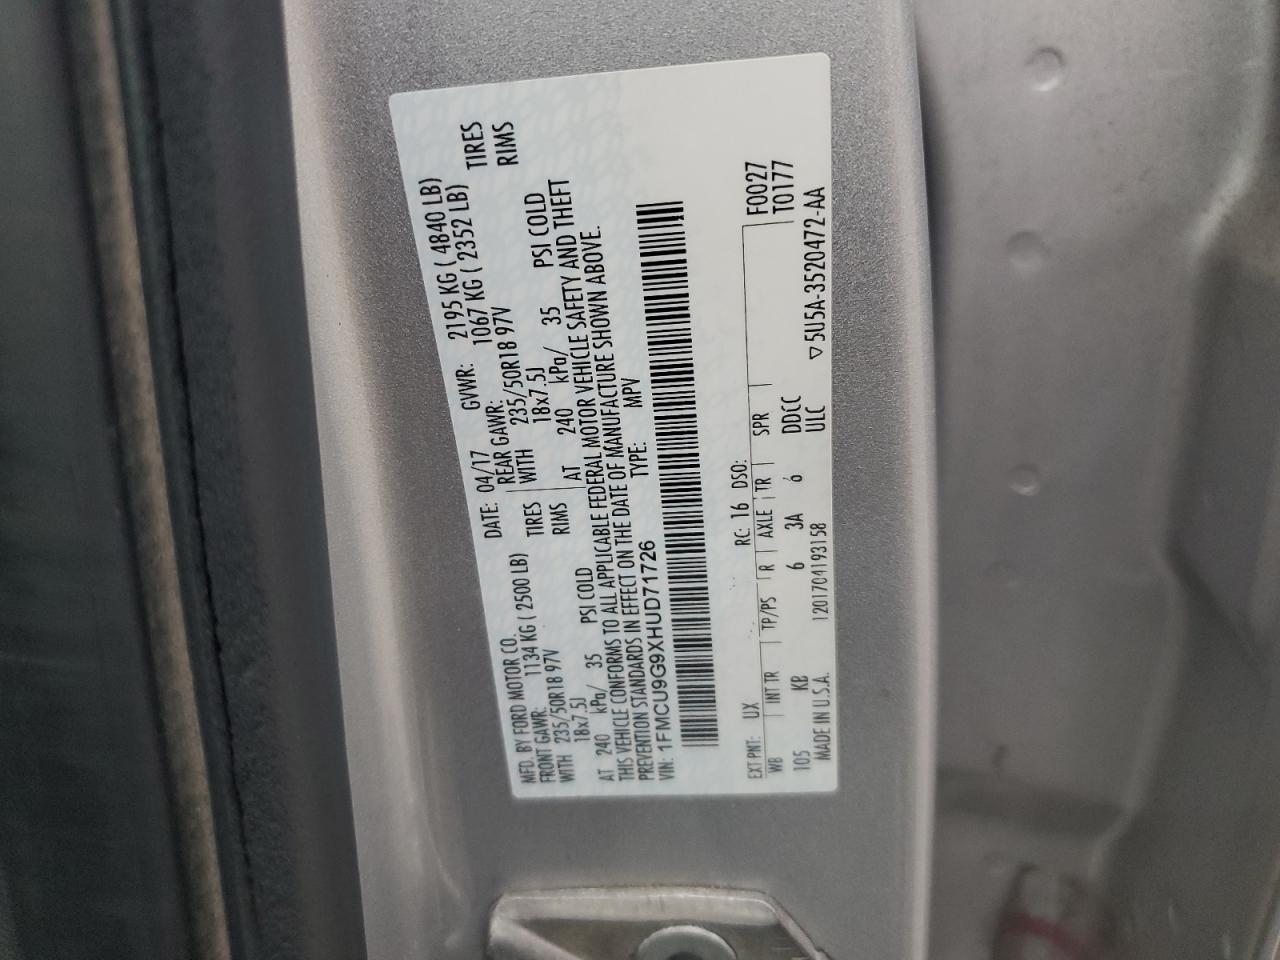 MFD. BY FORD MOTOR CO.
DATE: 04/17 GVWR: 2195 KG ( 4840 LB)
FRONT GAWR: 1134 KG ( 2500 LB) REAR GAWR: 1067 KG ( 2352 LB)
WITH 235/50R18 97V TIRES WITH 235/50R18 97V TIRES
18x7.5J RIMS 18x7.5J RIMS
AT 240 kPa/ 35 PSI COLD AT 240 kPa/ 35 PSI COLD
THIS VEHICLE CONFORMS TO ALL APPLICABLE FEDERAL MOTOR VEHICLE SAFETY AND THEFT
PREVENTION STANDARDS IN EFFECT ON THE DATE OF MANUFACTURE SHOWN ABOVE.
VIN: 1FMCU9G9XHUD71726 TYPE: MPV
F0027
EXT PNT: UX RC: 16 DSO: T0177
WB INT TR TP/PS R AXLE TR SPR
105 KB 6 3A 6 DDCC
MADE IN U.S.A. 1201704193158 ULC ▽5U5A-3520472-AA